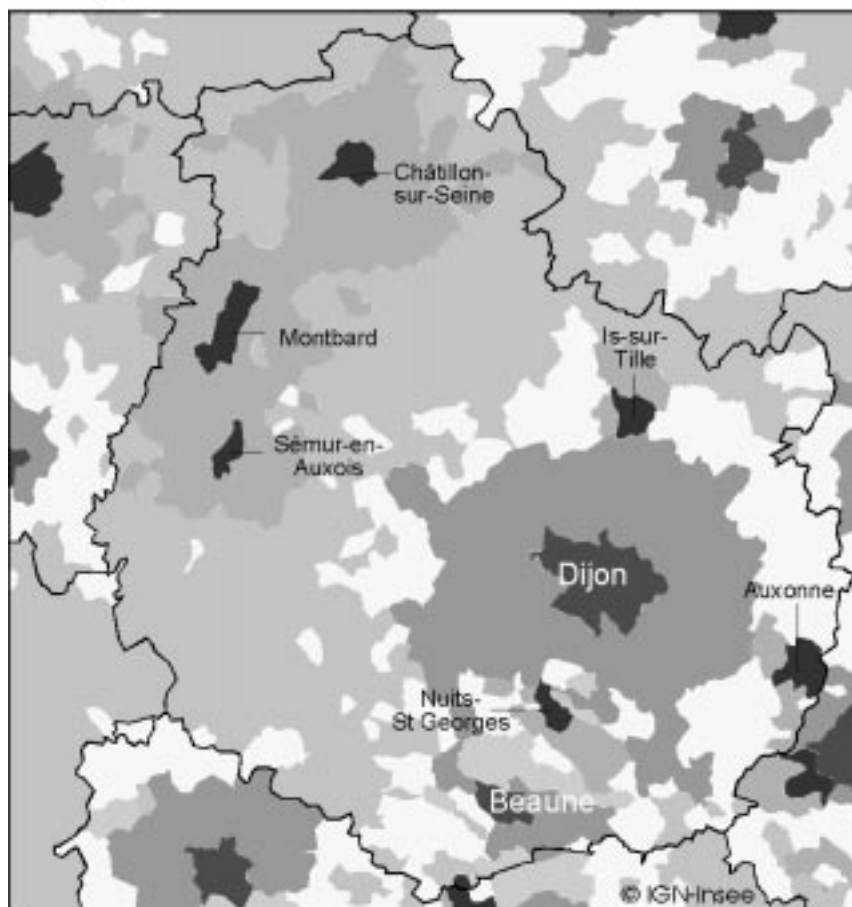 Châtillon-
sur-Seine
Montbard
Is-sur-
Tille
Sémur-en-
Auxois
Dijon
Auxonne
Nuits-
St Georges
Beaune
© IGN-Insee